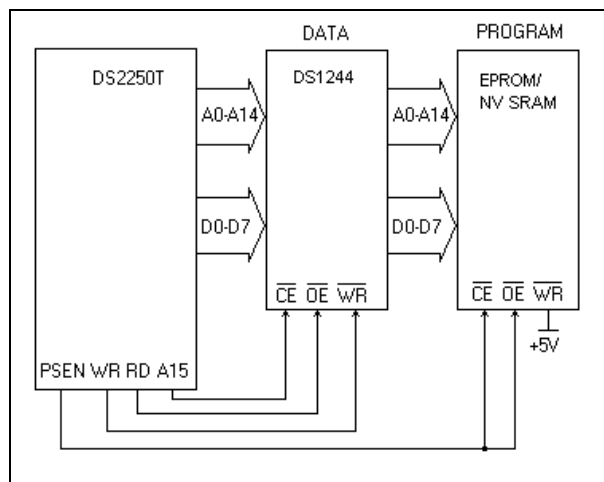 DATA
PROGRAM
DS2250T
DS1244
EPROM/
NV SRAM
A0-A14
A0-A14
D0-D7
D0-D7
CE OE WR
CE OE WR
+5V
PSEN WR RD A15